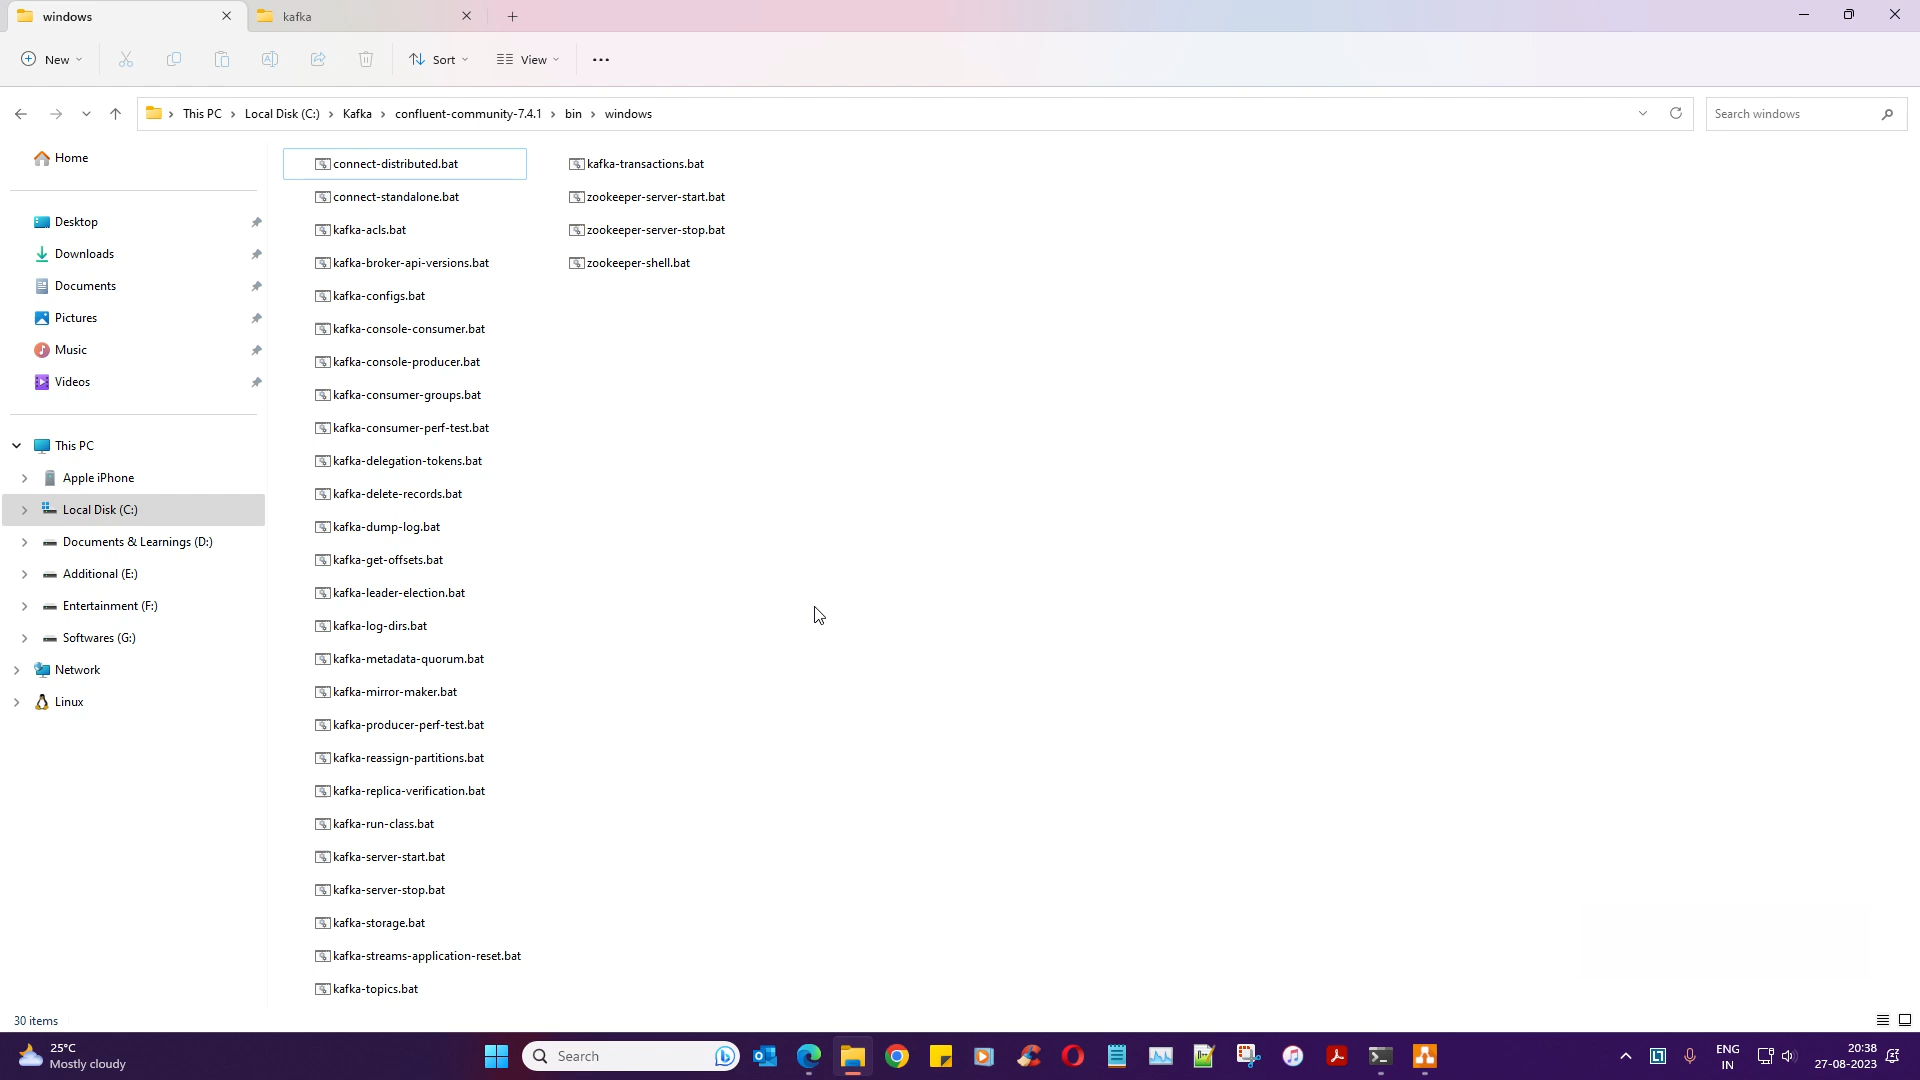 windows
kafka
New
Sort
View
This PC
Local Disk (C:)
Kafka
confluent-community-7.4.1
bin
windows
Search windows
Home
Desktop
Downloads
Documents
Pictures
Music
Videos
This PC
Apple iPhone
Local Disk (C:)
Documents & Learnings (D:)
Additional (E:)
Entertainment (F:)
Softwares (G:)
Network
Linux
connect-distributed.bat
connect-standalone.bat
kafka-acls.bat
kafka-broker-api-versions.bat
kafka-configs.bat
kafka-console-consumer.bat
kafka-console-producer.bat
kafka-consumer-groups.bat
kafka-consumer-perf-test.bat
kafka-delegation-tokens.bat
kafka-delete-records.bat
kafka-dump-log.bat
kafka-get-offsets.bat
kafka-leader-election.bat
kafka-log-dirs.bat
kafka-metadata-quorum.bat
kafka-mirror-maker.bat
kafka-producer-perf-test.bat
kafka-reassign-partitions.bat
kafka-replica-verification.bat
kafka-run-class.bat
kafka-server-start.bat
kafka-server-stop.bat
kafka-storage.bat
kafka-streams-application-reset.bat
kafka-topics.bat
kafka-transactions.bat
zookeeper-server-start.bat
zookeeper-server-stop.bat
zookeeper-shell.bat
30 items
25°C
Mostly cloudy
Search
ENG
IN
20:38
27-08-2023